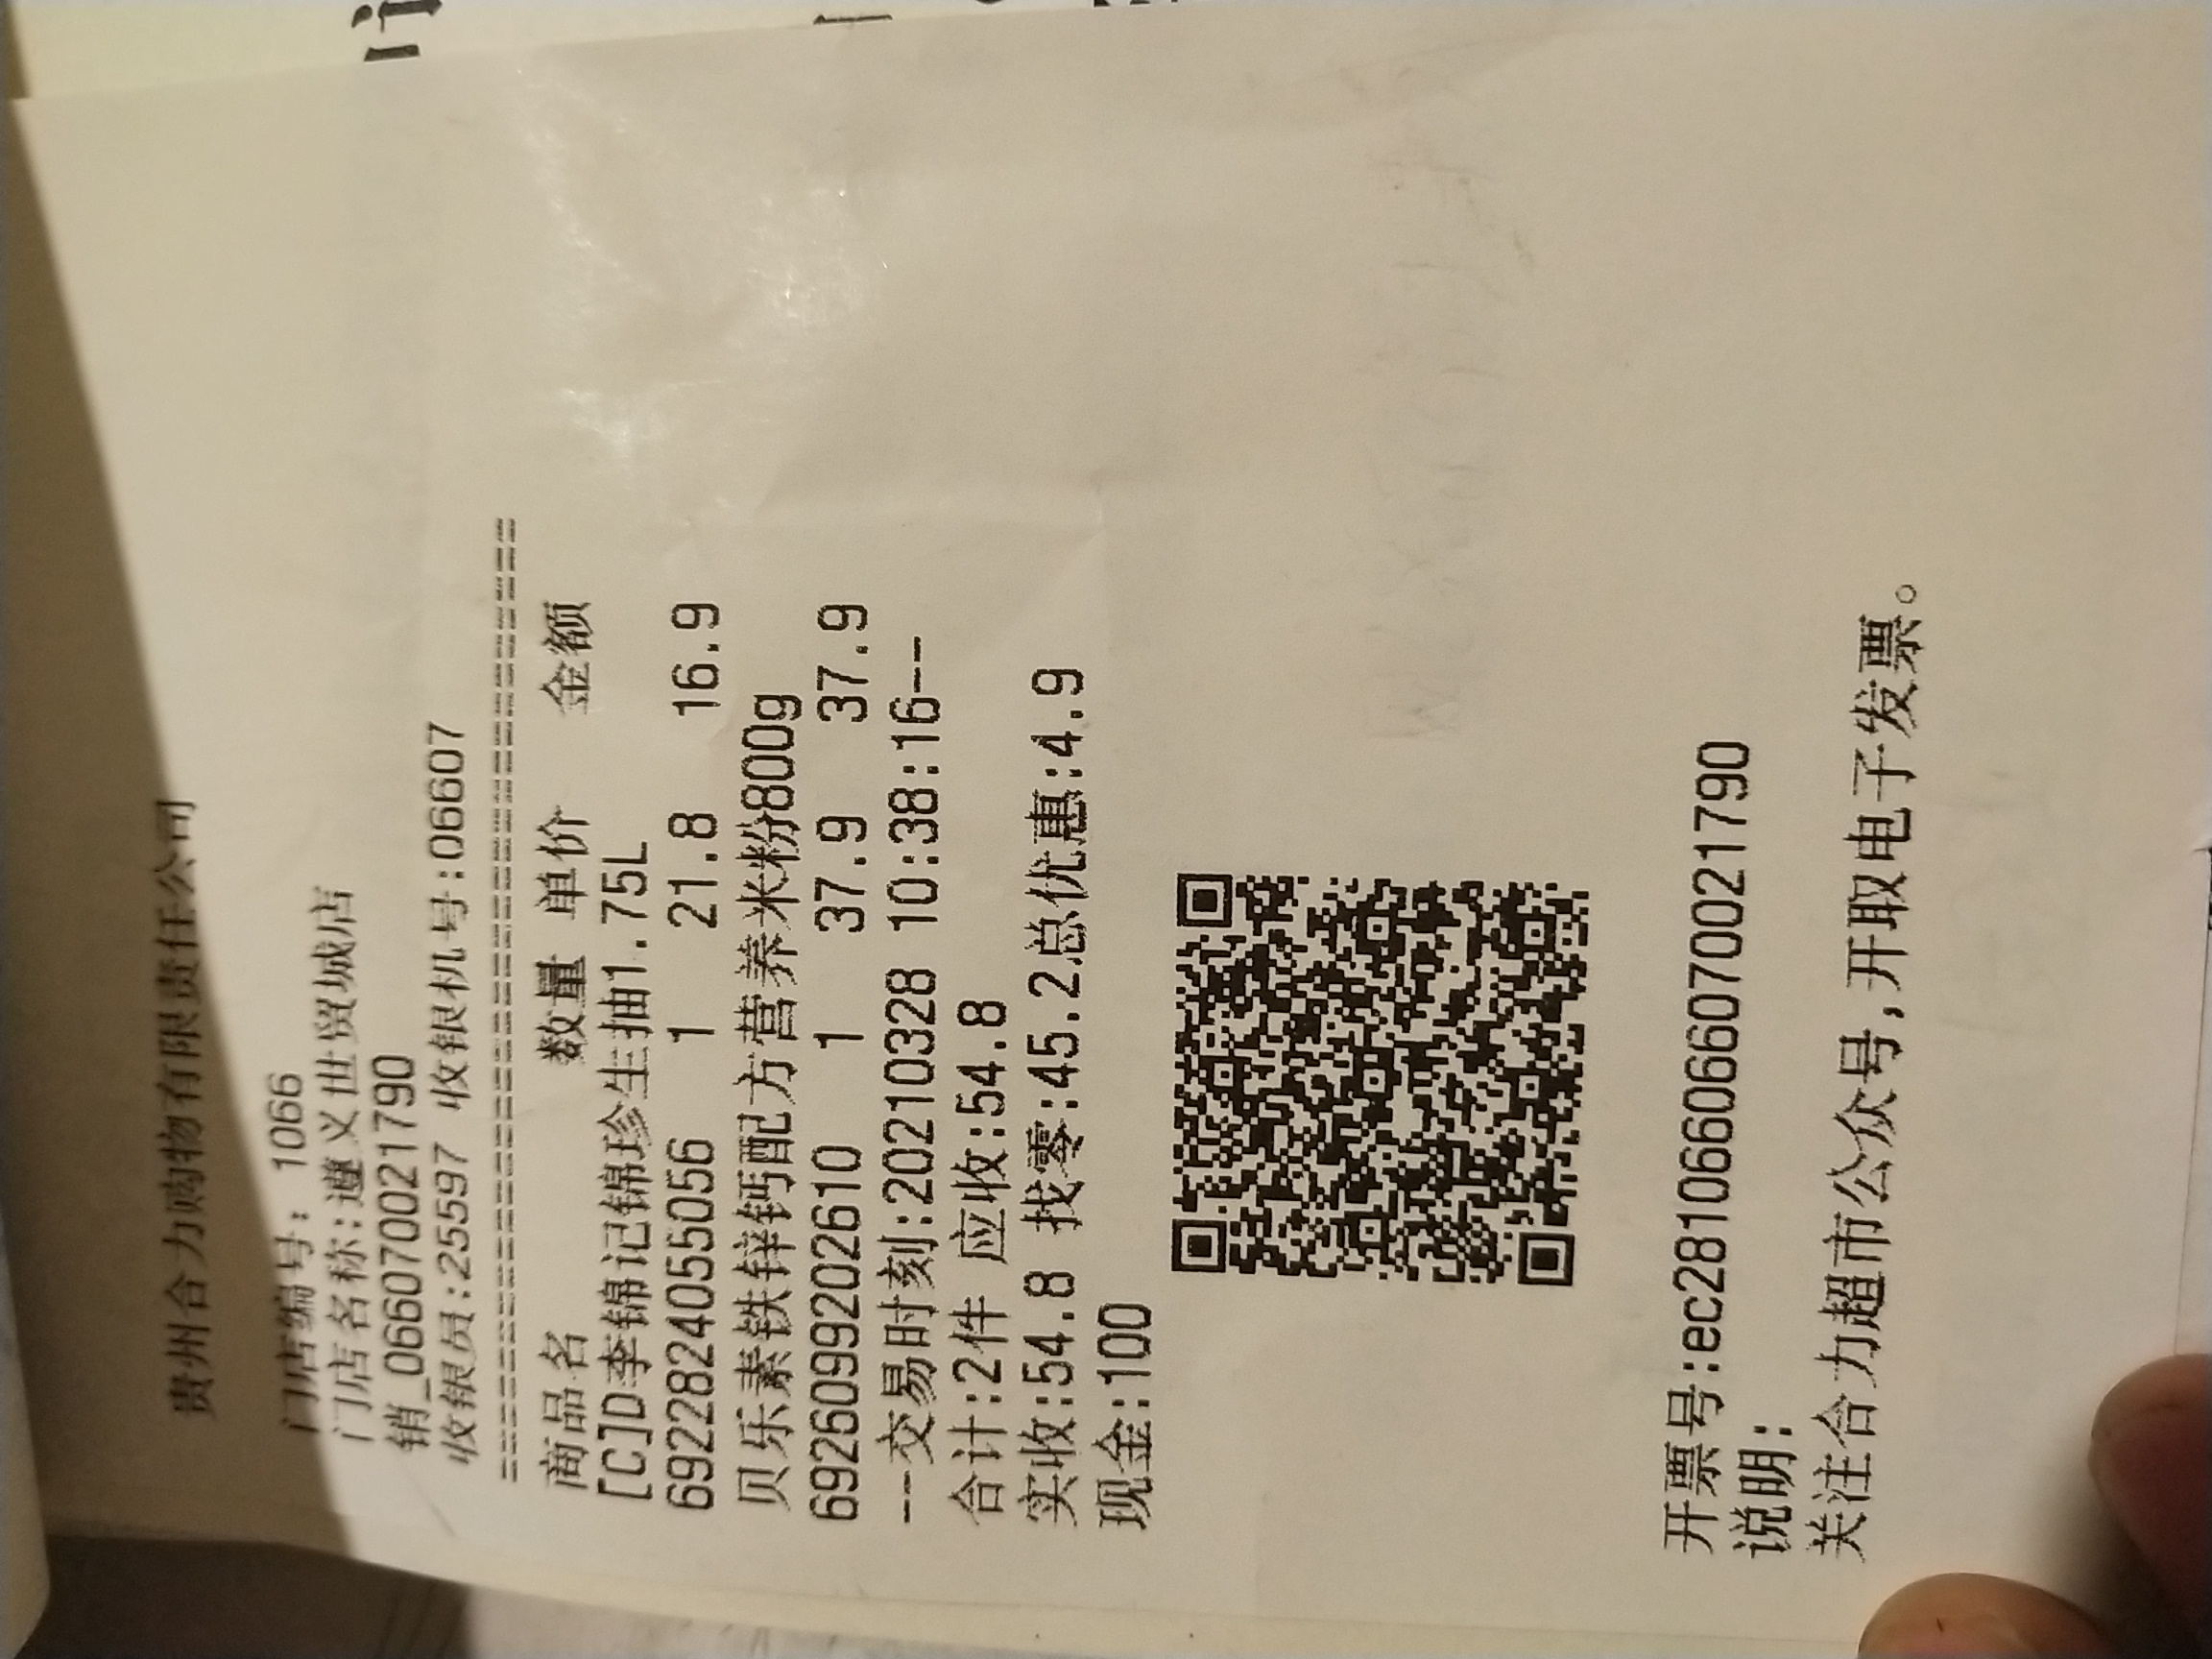 贵州合力购物有限责任公司
门店编号: 1066
门店名称:遵义世贸城店
销_0660700021790
收银员:255597 收银机号:06607
商品名 数量 单价 金额
[C]D李锦记锦珍生抽1.75L
6922824055056 1 21.8 16.9
贝乐素铁锌钙配方营养米粉800g
6926099202610 1 37.9 37.9
---交易时刻:20210328 10:38:16--
合计:2件 应收:54.8
实收:54.8 找零:45.2总优惠:4.9
现金:100
开票号:ec281066066070021790
说明:
关注合力超市公众号,开取电子发票。